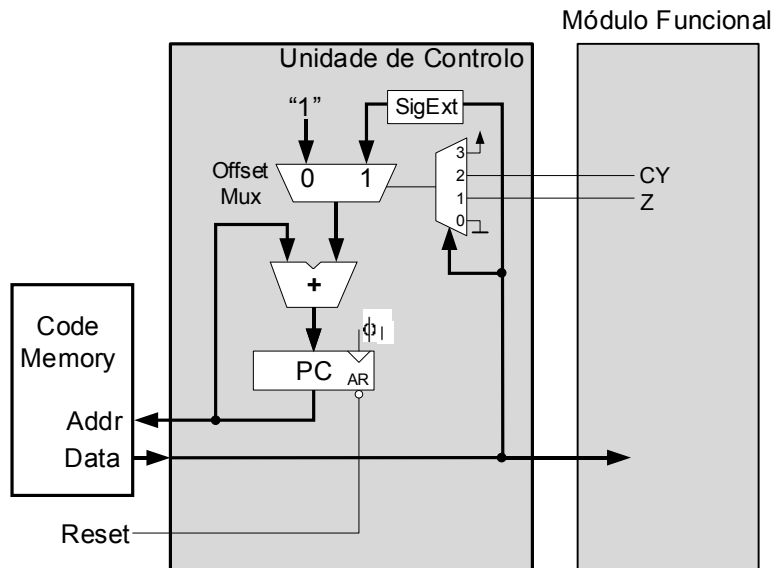 Módulo Funcional
Unidade de Controlo
“1”
SigExt
Offset
Mux
0 1
3
2
1
0
CY
Z
+
Code
Memory
ϕ|
PC
AR
Addr
Data
Reset